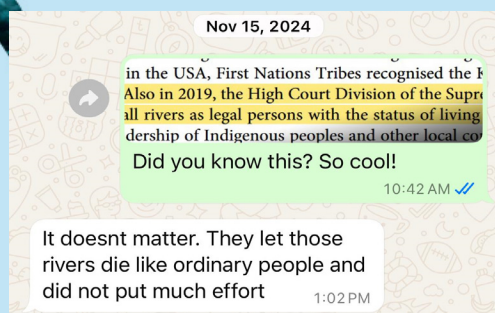 Nov 15, 2024
in the USA, First Nations Tribes recognised the
Also in 2019, the High Court Division of the
all rivers as legal persons with the status of living
dership of Indigenous peoples and other local
Did you know this? So cool!
10:42 AM
It doesnt matter. They let those
rivers die like ordinary people and
did not put much effort
1:02 PM